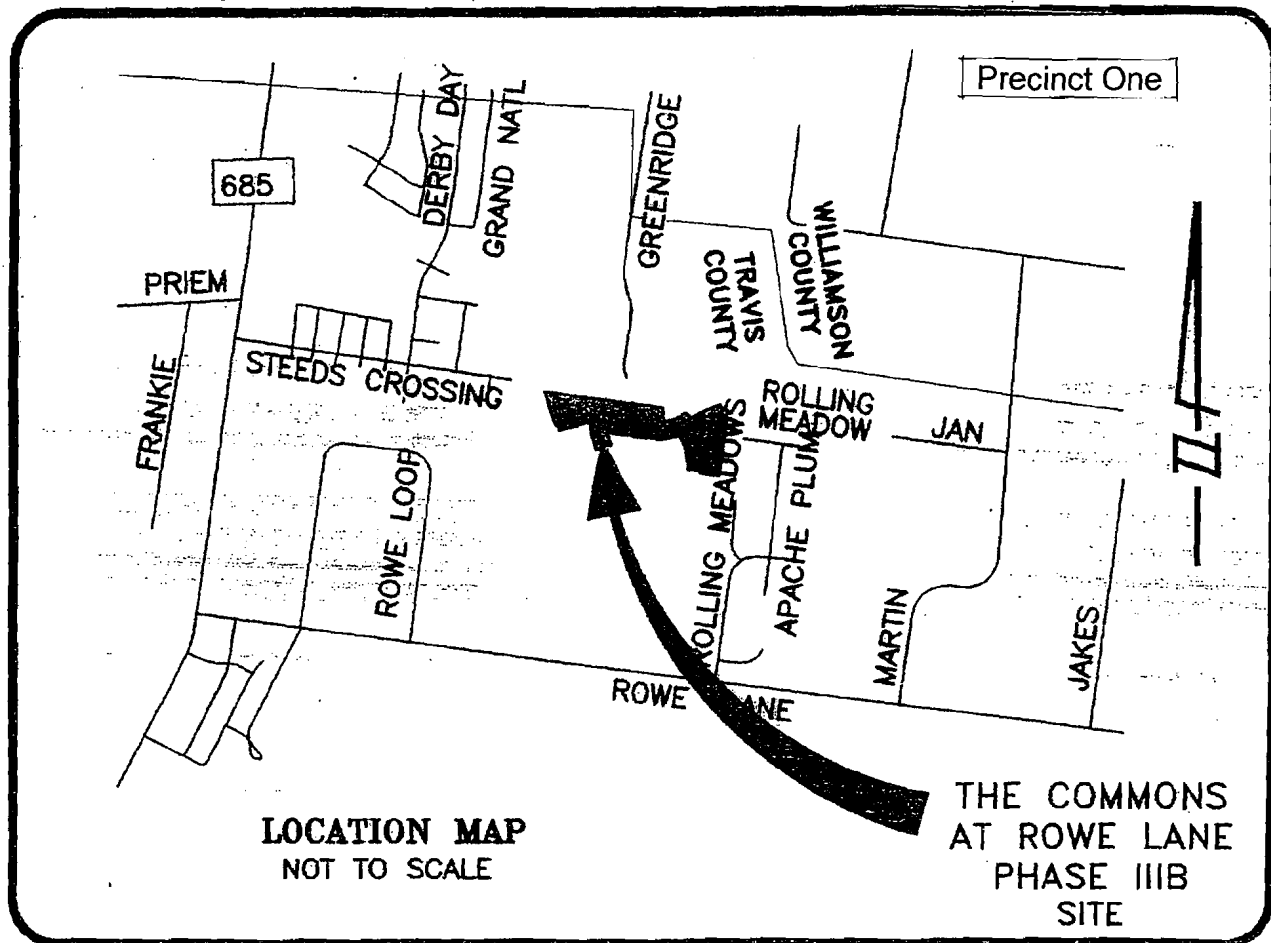 Precinct One
685
DERBY DAY
GRAND NATL
GREENRIDGE
WILLIAMSON
COUNTY
TRAVIS
COUNTY
PRIEM
FRANKIE
STEEDS CROSSING
ROLLING
MEADOW
JAN
ROWE LOOP
ROLLING MEADOWS
APACHE PLUM
MARTIN
JAKES
ROWE LANE
LOCATION MAP
NOT TO SCALE
THE COMMONS
AT ROWE LANE
PHASE IIIB
SITE